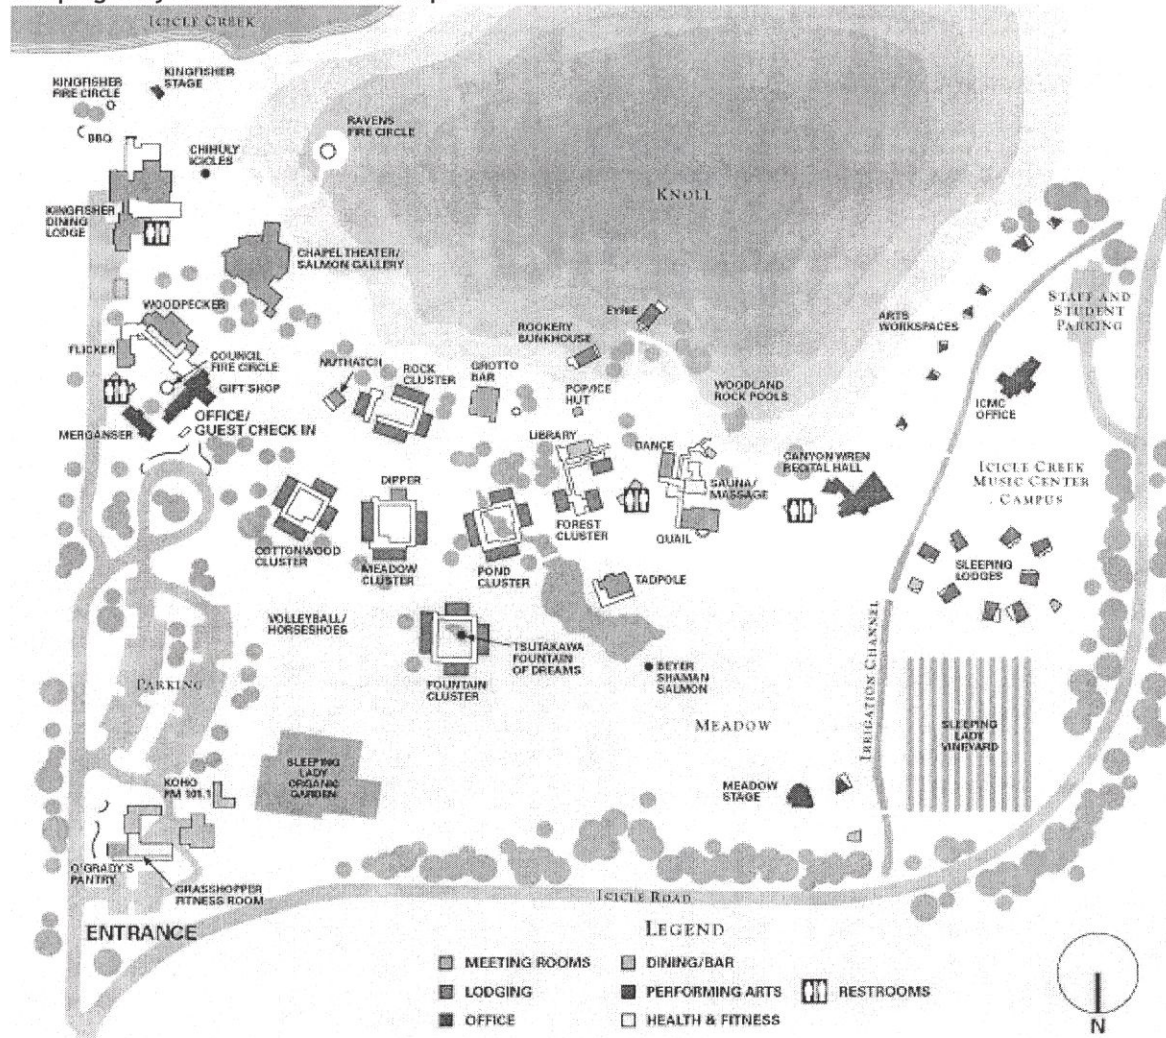 ICICLE CREEK
KINGFISHER
STAGE
KINGFISHER
FIRE CIRCLE
BBQ
RAVENS
FIRE CIRCLE
CHIHULY
ICICLES
KNOLL
KINGFISHER
DINING
LODGE
CHAPEL THEATER/
SALMON GALLERY
WOODPECKER
EYRIE
ARTS
WORKSPACES
STAFF AND
STUDENT
PARKING
ROOKERY
BUNKHOUSE
FLICKER
COUNCIL
FIRE CIRCLE
NUTHATCH
ROCK
CLUSTER
GROTTO
BAR
GIFT SHOP
POP/ICE
HUT
WOODLAND
ROCK POOLS
ICMC
OFFICE
OFFICE/
GUEST CHECK IN
MERGANSER
LIBRARY
DANCE
CANYON WREN
RECITAL HALL
ICICLE CREEK
MUSIC CENTER
CAMPUS
DIPPER
SAUNA/
MASSAGE
COTTONWOOD
CLUSTER
MEADOW
CLUSTER
POND
CLUSTER
FOREST
CLUSTER
QUAIL
SLEEPING
LODGES
TADPOLE
VOLLEYBALL/
HORSESHOES
TSUTAKAWA
FOUNTAIN
OF DREAMS
FOUNTAIN
CLUSTER
BEYER
SHAMAN
SALMON
IRRIGATION CHANNEL
PARKING
MEADOW
SLEEPING
LADY
VINEYARD
SLEEPING
LADY
ORGANIC
GARDEN
KOHO
FM 101.1
MEADOW
STAGE
O'GRADY'S
PANTRY
GRASSHOPPER
FITNESS ROOM
ICICLE ROAD
ENTRANCE
LEGEND
MEETING ROOMS
DINING/BAR
LODGING
PERFORMING ARTS
RESTROOMS
OFFICE
HEALTH & FITNESS
N